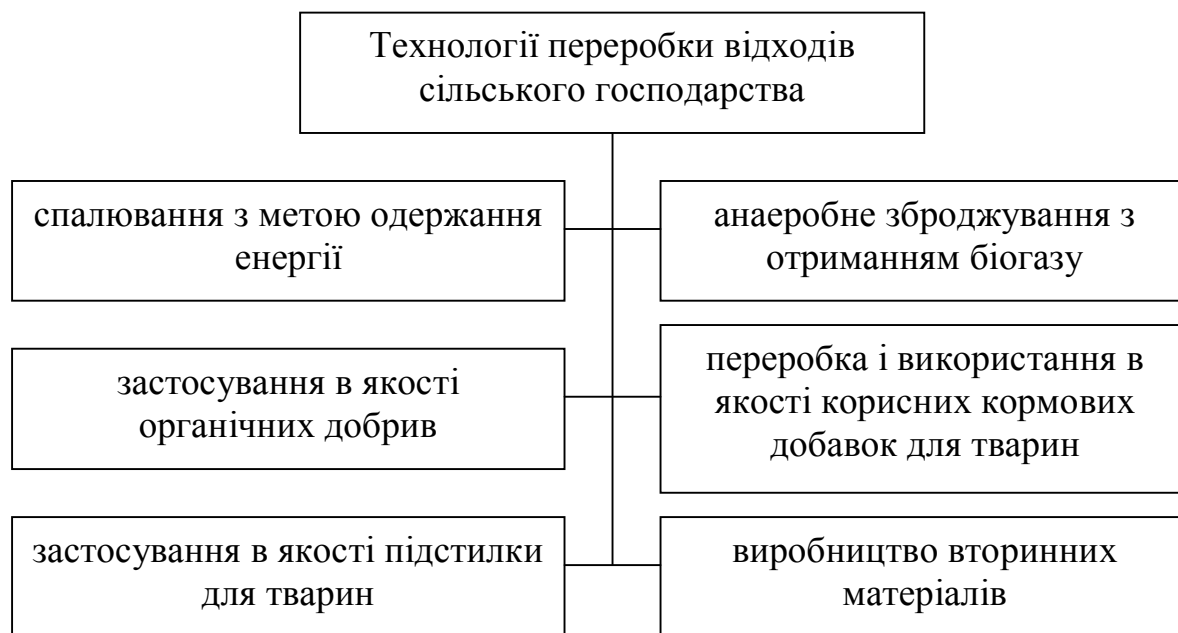 Технології переробки відходів
сільського господарства
спалювання з метою одержання
енергії
анаеробне зброджування з
отриманням біогазу
застосування в якості
органічних добрив
переробка і використання в
якості корисних кормових
добавок для тварин
застосування в якості підстилки
для тварин
виробництво вторинних
матеріалів